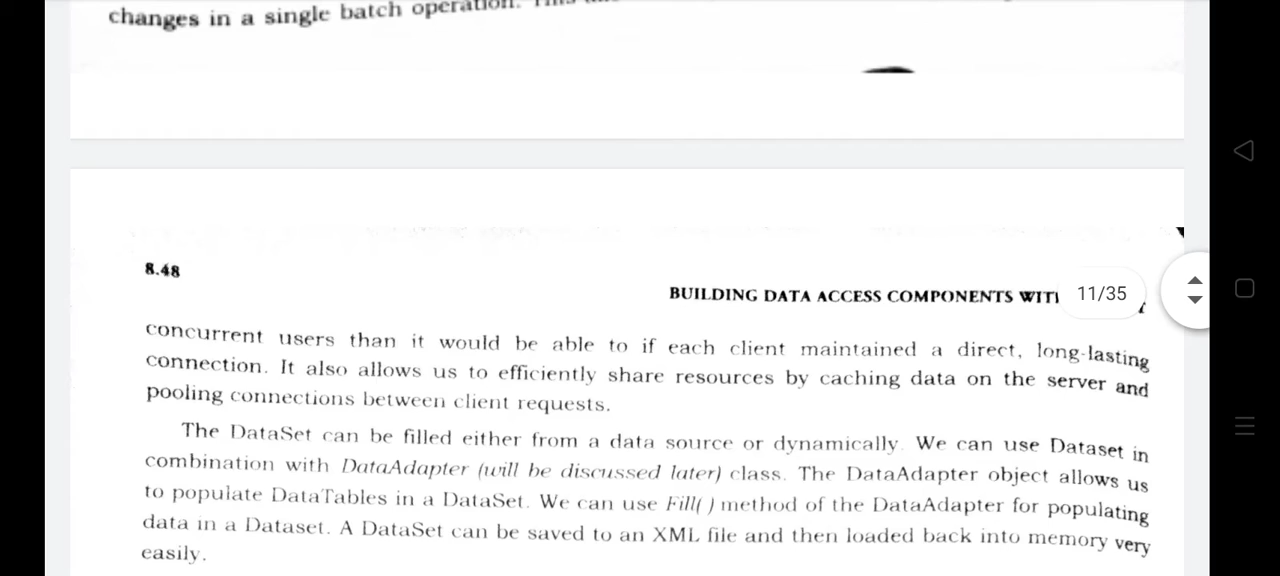 changes in a single batch operation.
8.48
BUILDING DATA ACCESS COMPONENTS
11/35
concurrent users than it would be able to if each client maintained a direct, long-lasting
connection. It also allows us to efficiently share resources by caching data on the server and
pooling connections between client requests.
The DataSet can be filled either from a data source or dynamically. We can use Dataset in
combination with DataAdapter (will be discussed later) class. The DataAdapter object allows us
to populate DataTables in a DataSet. We can use Fill( ) method of the DataAdapter for populating
data in a Dataset. A DataSet can be saved to an XML file and then loaded back into memory very
easily.